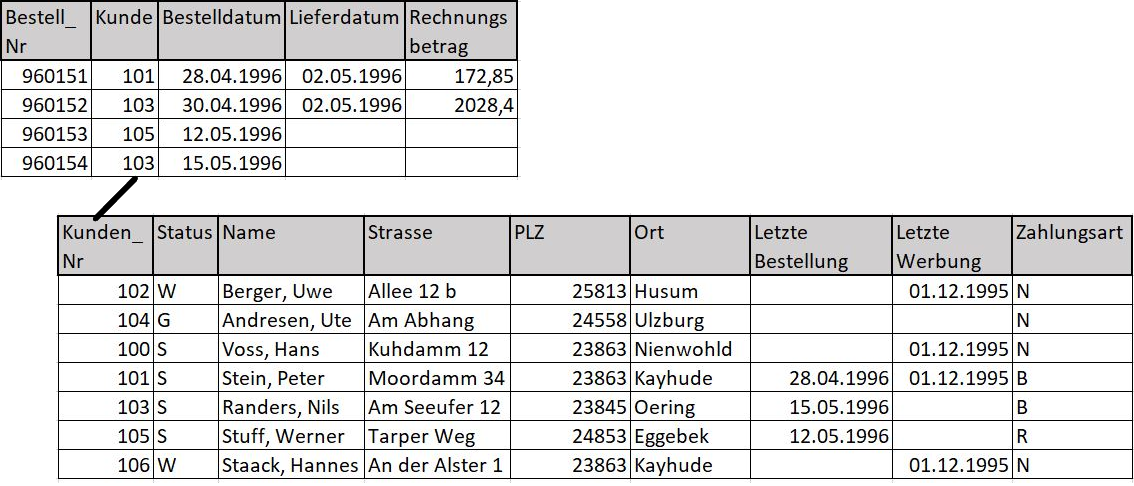 Bestell_ Kunde Bestelldatum Lieferdatum Rechnungs
Nr betrag
960151 101 28.04.1996 02.05.1996 172,85
960152 103 30.04.1996 02.05.1996 2028,4
960153 105 12.05.1996
960154 103 15.05.1996
Kunden_ Status Name Strasse PLZ Ort Letzte Letzte Zahlungsart
Nr Bestellung Werbung
102 W Berger, Uwe Allee 12 b 25813 Husum 01.12.1995 N
104 G Andresen, Ute Am Abhang 24558 Ulzburg N
100 S Voss, Hans Kuhdamm 12 23863 Nienwohld 01.12.1995 N
101 S Stein, Peter Moordamm 34 23863 Kayhude 28.04.1996 01.12.1995 B
103 S Randers, Nils Am Seeufer 12 23845 Oering 15.05.1996 B
105 S Stuff, Werner Tarper Weg 24853 Eggebek 12.05.1996 R
106 W Staack, Hannes An der Alster 1 23863 Kayhude 01.12.1995 N